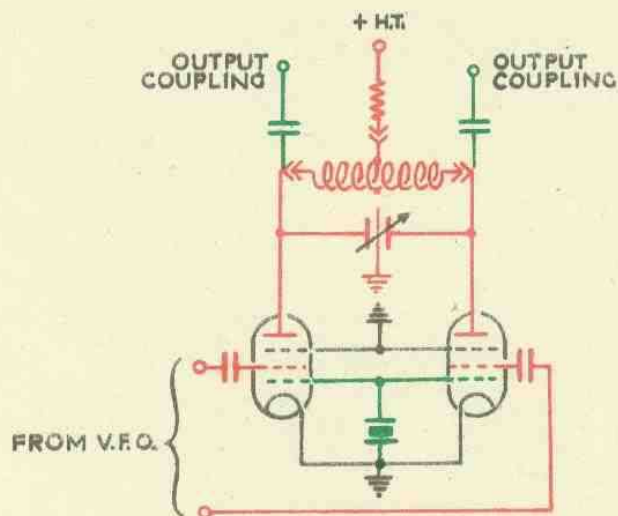 + H.T.
OUTPUT
COUPLING
OUTPUT
COUPLING
FROM V.F.O.